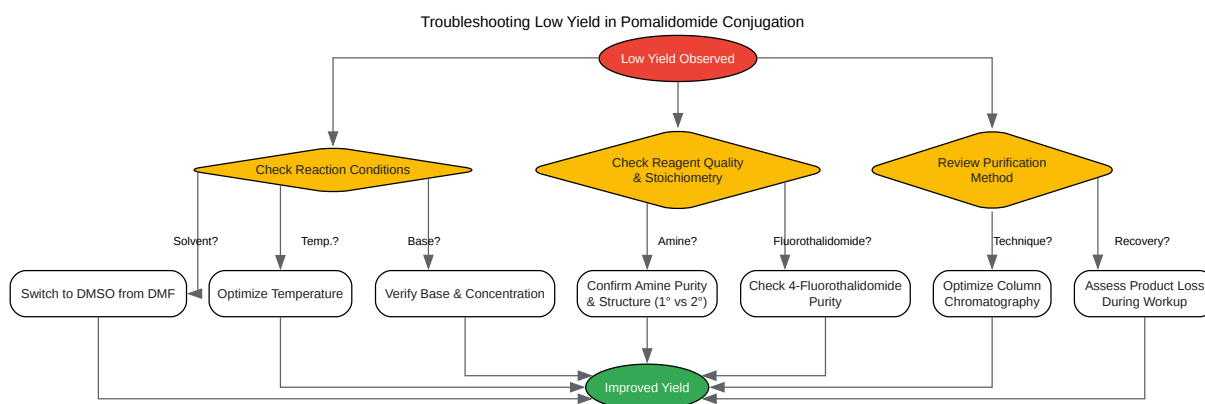 Troubleshooting Low Yield in Pomalidomide Conjugation
Low Yield Observed
Check Reaction Conditions
Check Reagent Quality
& Stoichiometry
Review Purification
Method
Solvent?
Temp.?
Base?
Amine?
Fluorothalidomide?
Technique?
Recovery?
Switch to DMSO from DMF
Optimize Temperature
Verify Base & Concentration
Confirm Amine Purity
& Structure (1° vs 2°)
Check 4-Fluorothalidomide
Purity
Optimize Column
Chromatography
Assess Product Loss
During Workup
Improved Yield